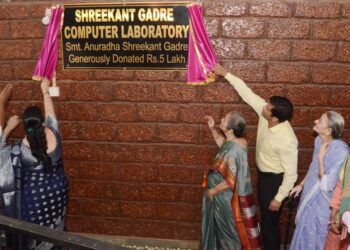 SHREEKANT GADRE
COMPUTER LABORATORY
Smt. Anuradha Shreekant Gadre
Generously Donated Rs.5 Lakh